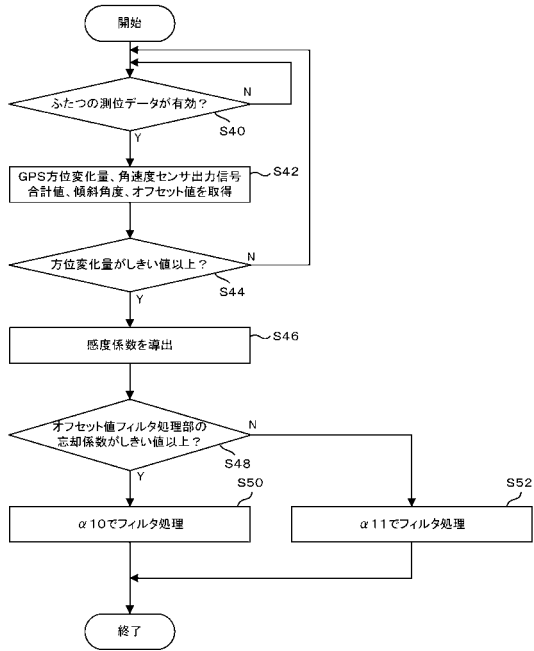 開始
ふたつの測位データが有効？
N
S40
Y
GPS方位変化量、角速度センサ出力信号
合計値、傾斜角度、オフセット値を取得
S42
方位変化量がしきい値以上？
N
S44
Y
感度係数を導出
S46
オフセット値フィルタ処理部の
忘却係数がしきい値以上？
N
S48
Y
S50
α10でフィルタ処理
S52
α11でフィルタ処理
終了